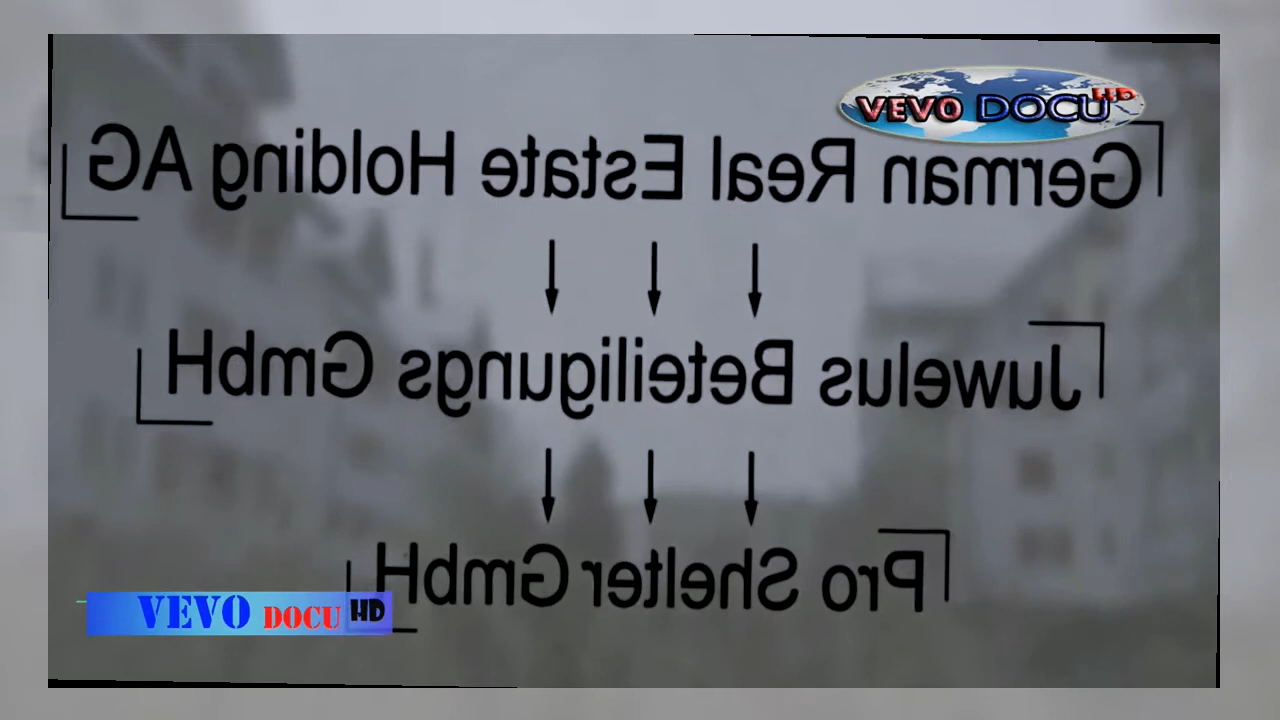 VEVO DOCU HD
German Real Estate Holding AG
Juwelus Beteiligungs GmbH
Pro Shelter GmbH
VEVO DOCU HD